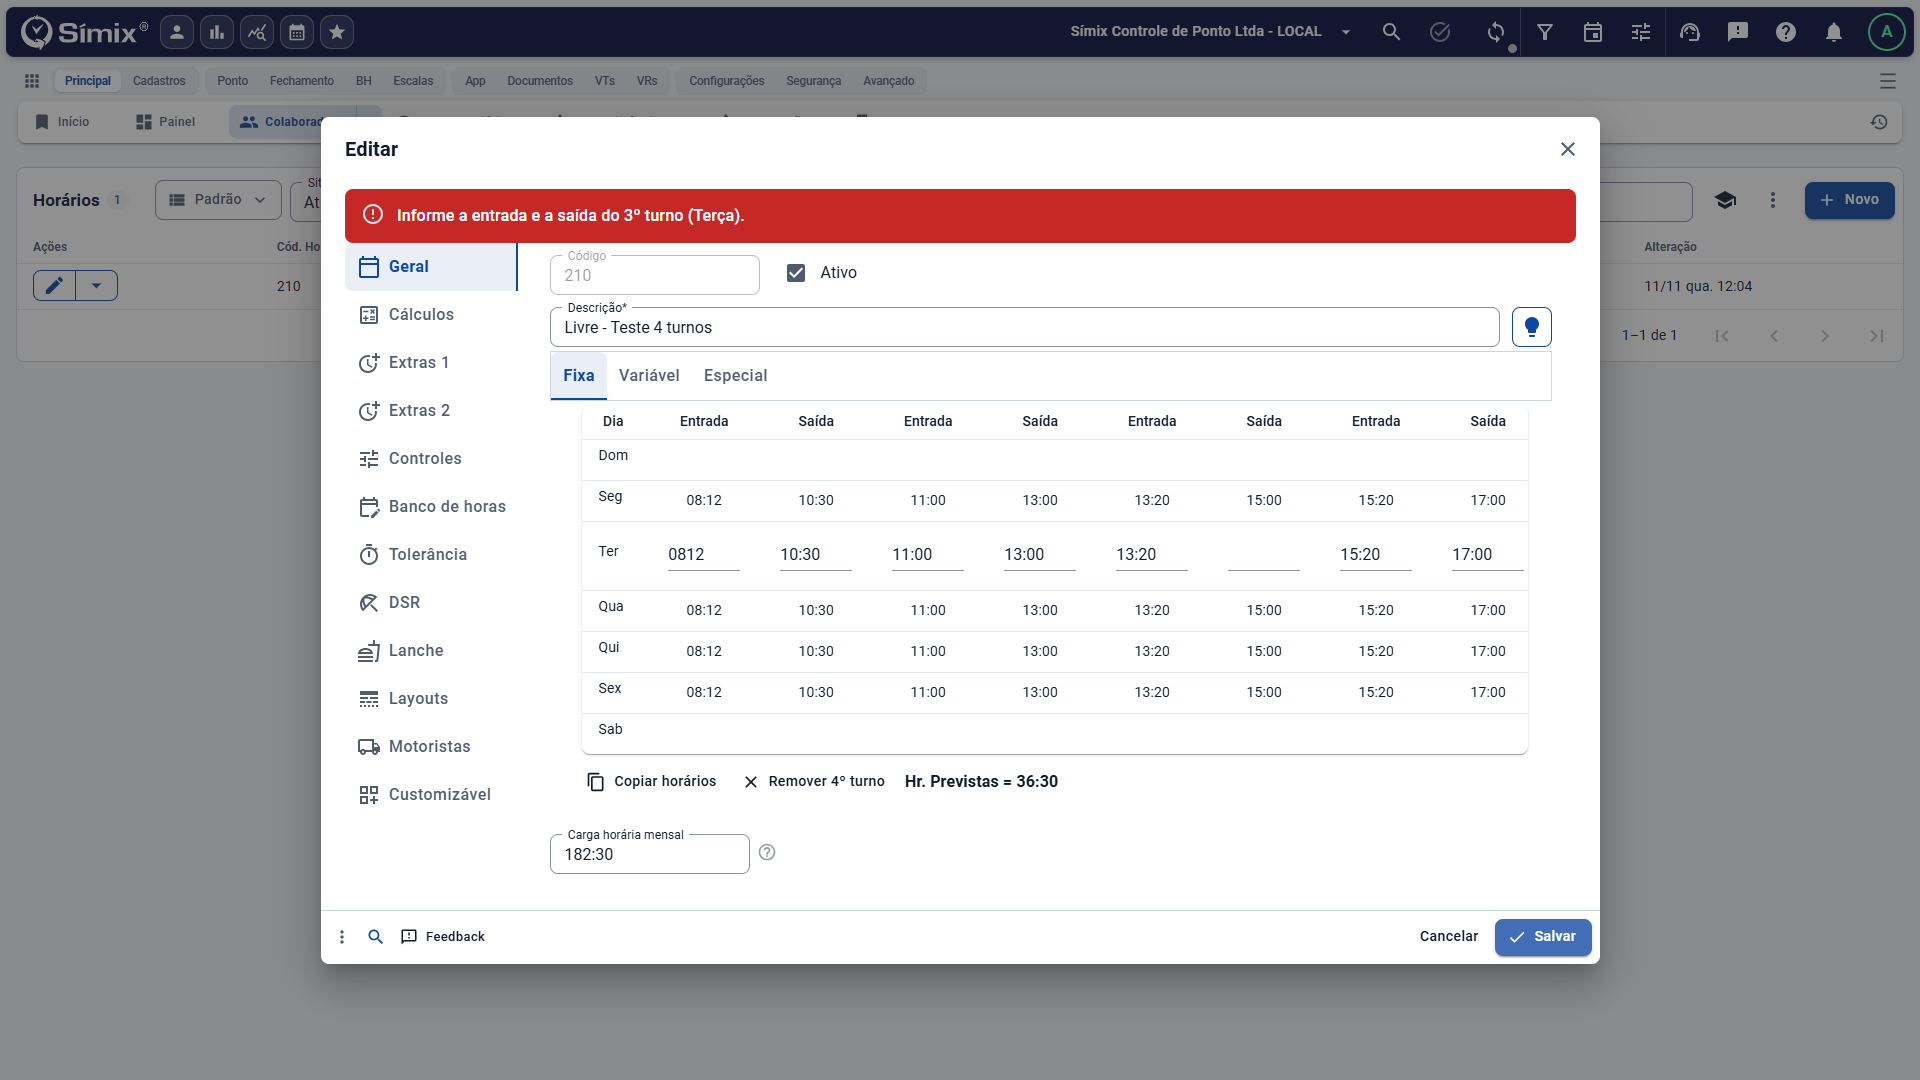 Símix®
Símix Controle de Ponto Ltda - LOCAL
A
Principal Cadastros Ponto Fechamento BH Escalas App Documentos VTs VRs Configurações Segurança Avançado
Início Painel Colaborad
Editar
Horários 1 Padrão Sit
At
Novo
Informe a entrada e a saída do 3º turno (Terça).
Ações Cód. Ho Alteração
210 11/11 qua. 12:04
1–1 de 1
Geral
Cálculos
Extras 1
Extras 2
Controles
Banco de horas
Tolerância
DSR
Lanche
Layouts
Motoristas
Customizável
Código
210
Ativo
Descrição*
Livre - Teste 4 turnos
Fixa Variável Especial
Dia Entrada Saída Entrada Saída Entrada Saída Entrada Saída
Dom
Seg 08:12 10:30 11:00 13:00 13:20 15:00 15:20 17:00
Ter 0812 10:30 11:00 13:00 13:20 15:20 17:00
Qua 08:12 10:30 11:00 13:00 13:20 15:00 15:20 17:00
Qui 08:12 10:30 11:00 13:00 13:20 15:00 15:20 17:00
Sex 08:12 10:30 11:00 13:00 13:20 15:00 15:20 17:00
Sab
Copiar horários Remover 4º turno Hr. Previstas = 36:30
Carga horária mensal
182:30
Feedback
Cancelar Salvar